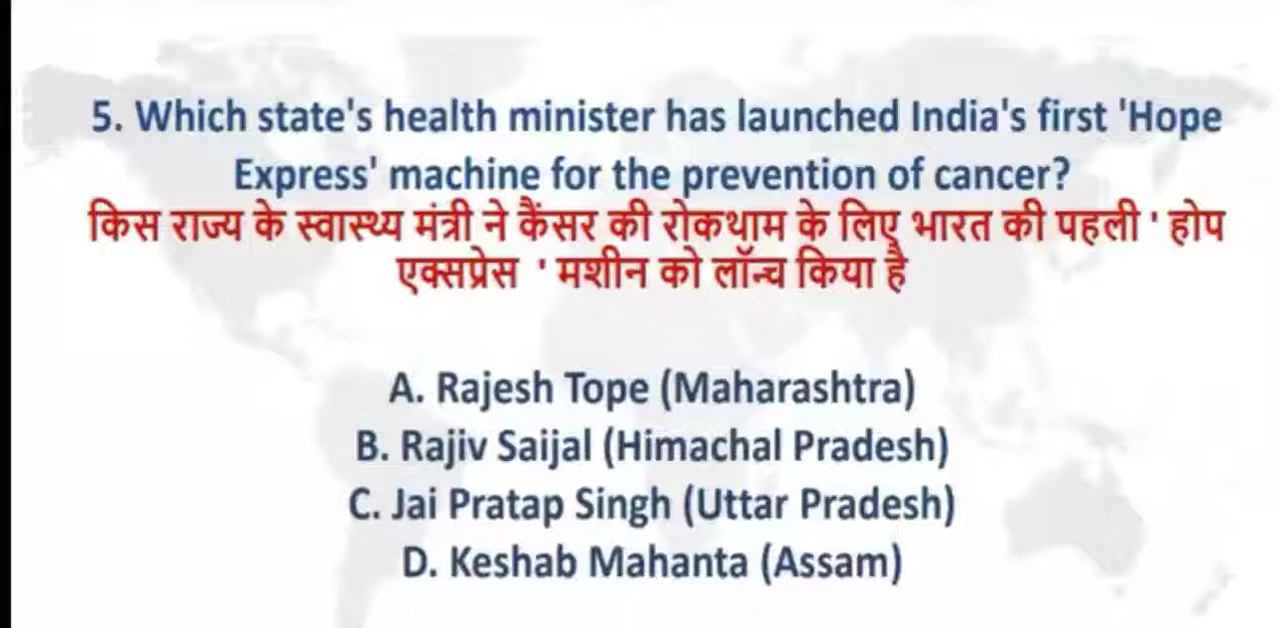 5. Which state's health minister has launched India's first 'Hope
Express' machine for the prevention of cancer?
किस राज्य के स्वास्थ्य मंत्री ने कैंसर की रोकथाम के लिए भारत की पहली ' होप
एक्सप्रेस ' मशीन को लॉन्च किया है
A. Rajesh Tope (Maharashtra)
B. Rajiv Saijal (Himachal Pradesh)
C. Jai Pratap Singh (Uttar Pradesh)
D. Keshab Mahanta (Assam)